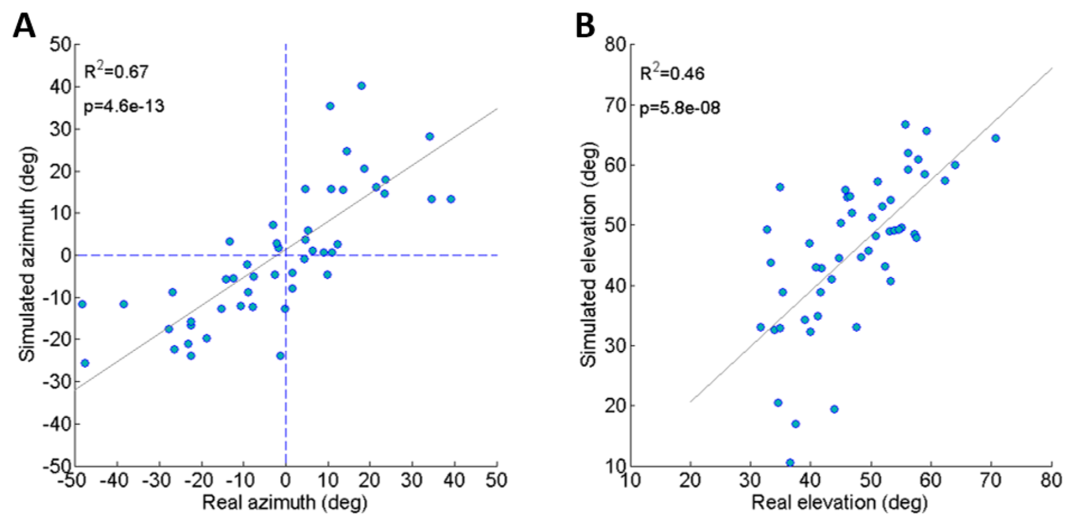 A
50
40
30
20
10
0
-10
-20
-30
-40
-50
Simulated azimuth (deg)
R²=0.67
p=4.6e-13
-50 -40 -30 -20 -10 0 10 20 30 40 50
Real azimuth (deg)
B
80
70
60
50
40
30
20
10
Simulated elevation (deg)
R²=0.46
p=5.8e-08
10 20 30 40 50 60 70 80
Real elevation (deg)